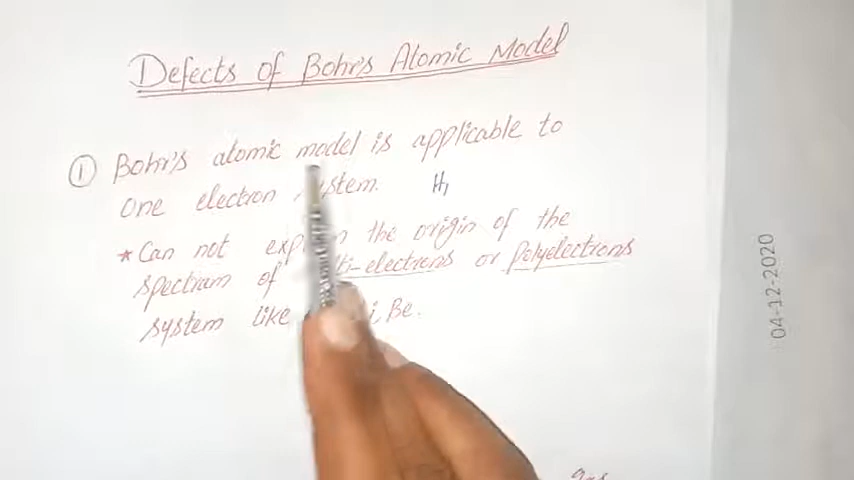 Defects of Bohr's Atomic Model
① Bohr's atomic model is applicable to
one electron system. H,
* Can not the origin of the
spectrum of -electrons or polyelectrons
system like Be.
04-12-2020